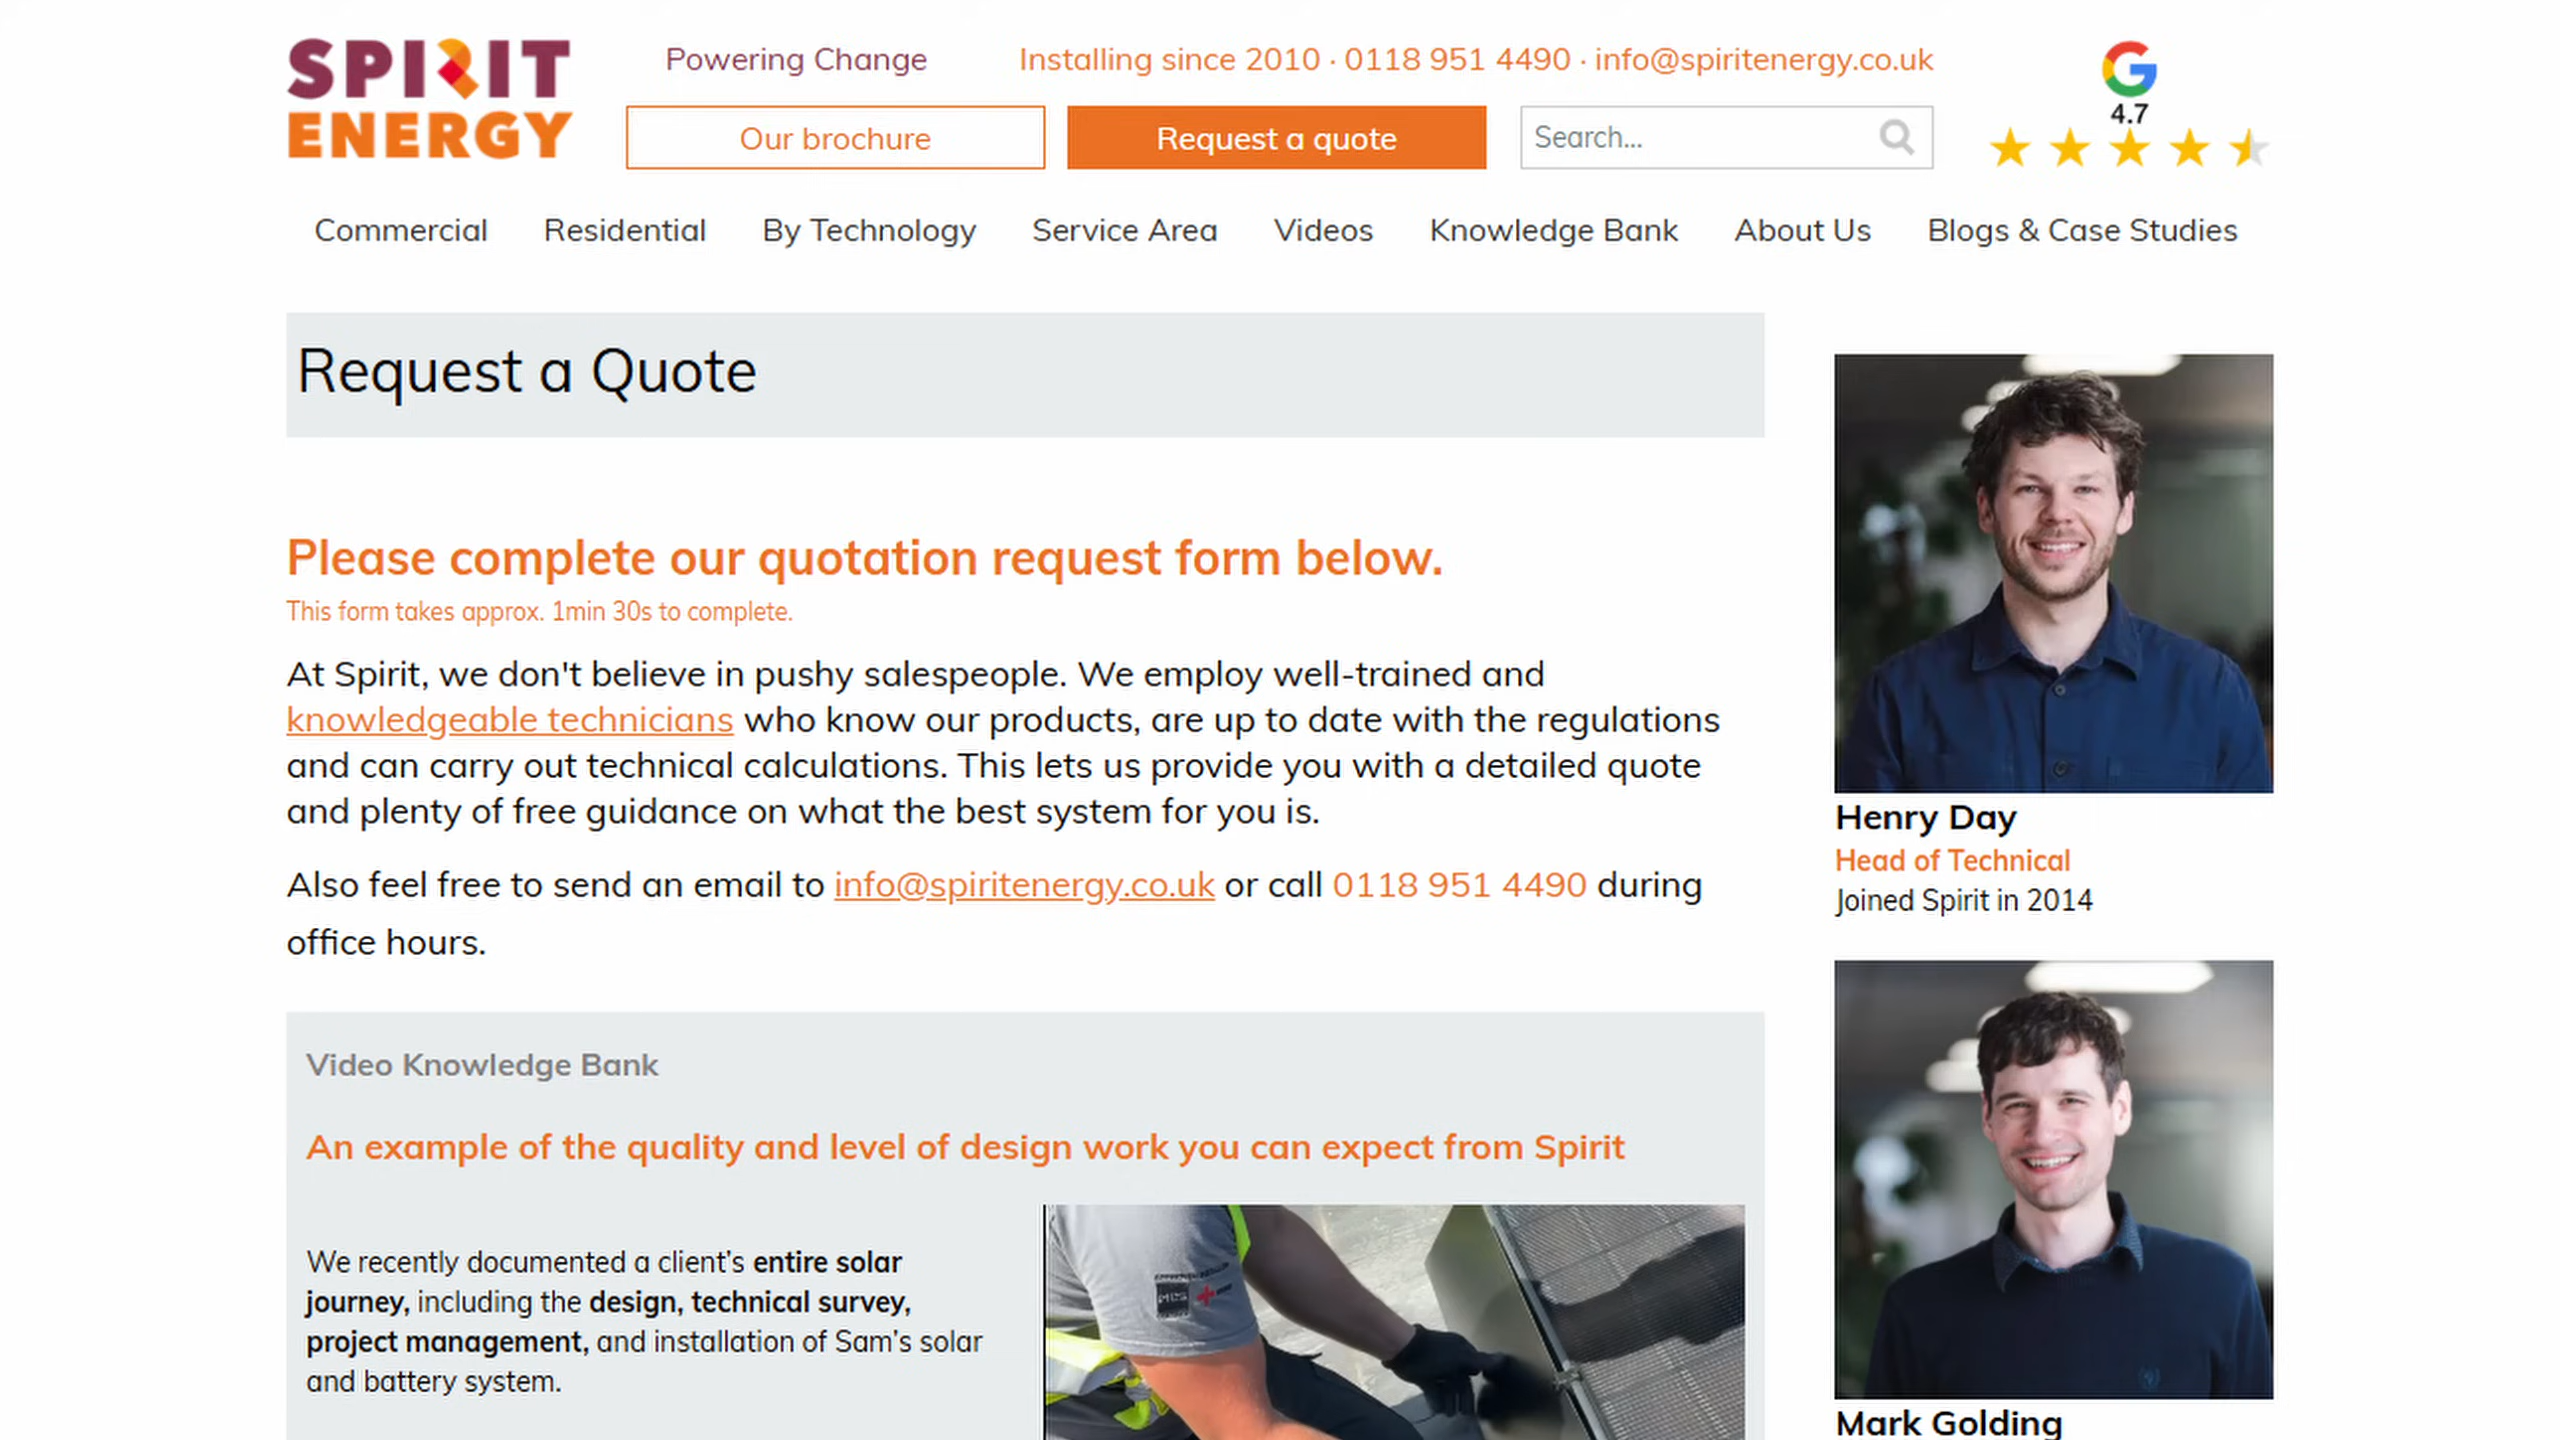 SPIRIT
ENERGY
Powering Change
Installing since 2010 · 0118 951 4490 · info@spiritenergy.co.uk
Our brochure
Request a quote
Search...
4.7
Commercial
Residential
By Technology
Service Area
Videos
Knowledge Bank
About Us
Blogs & Case Studies
Request a Quote
Please complete our quotation request form below.
This form takes approx. 1min 30s to complete.
At Spirit, we don't believe in pushy salespeople. We employ well-trained and
knowledgeable technicians who know our products, are up to date with the regulations
and can carry out technical calculations. This lets us provide you with a detailed quote
and plenty of free guidance on what the best system for you is.
Also feel free to send an email to info@spiritenergy.co.uk or call 0118 951 4490 during
office hours.
Henry Day
Head of Technical
Joined Spirit in 2014
Video Knowledge Bank
An example of the quality and level of design work you can expect from Spirit
We recently documented a client’s entire solar
journey, including the design, technical survey,
project management, and installation of Sam’s solar
and battery system.
MCS
Mark Golding